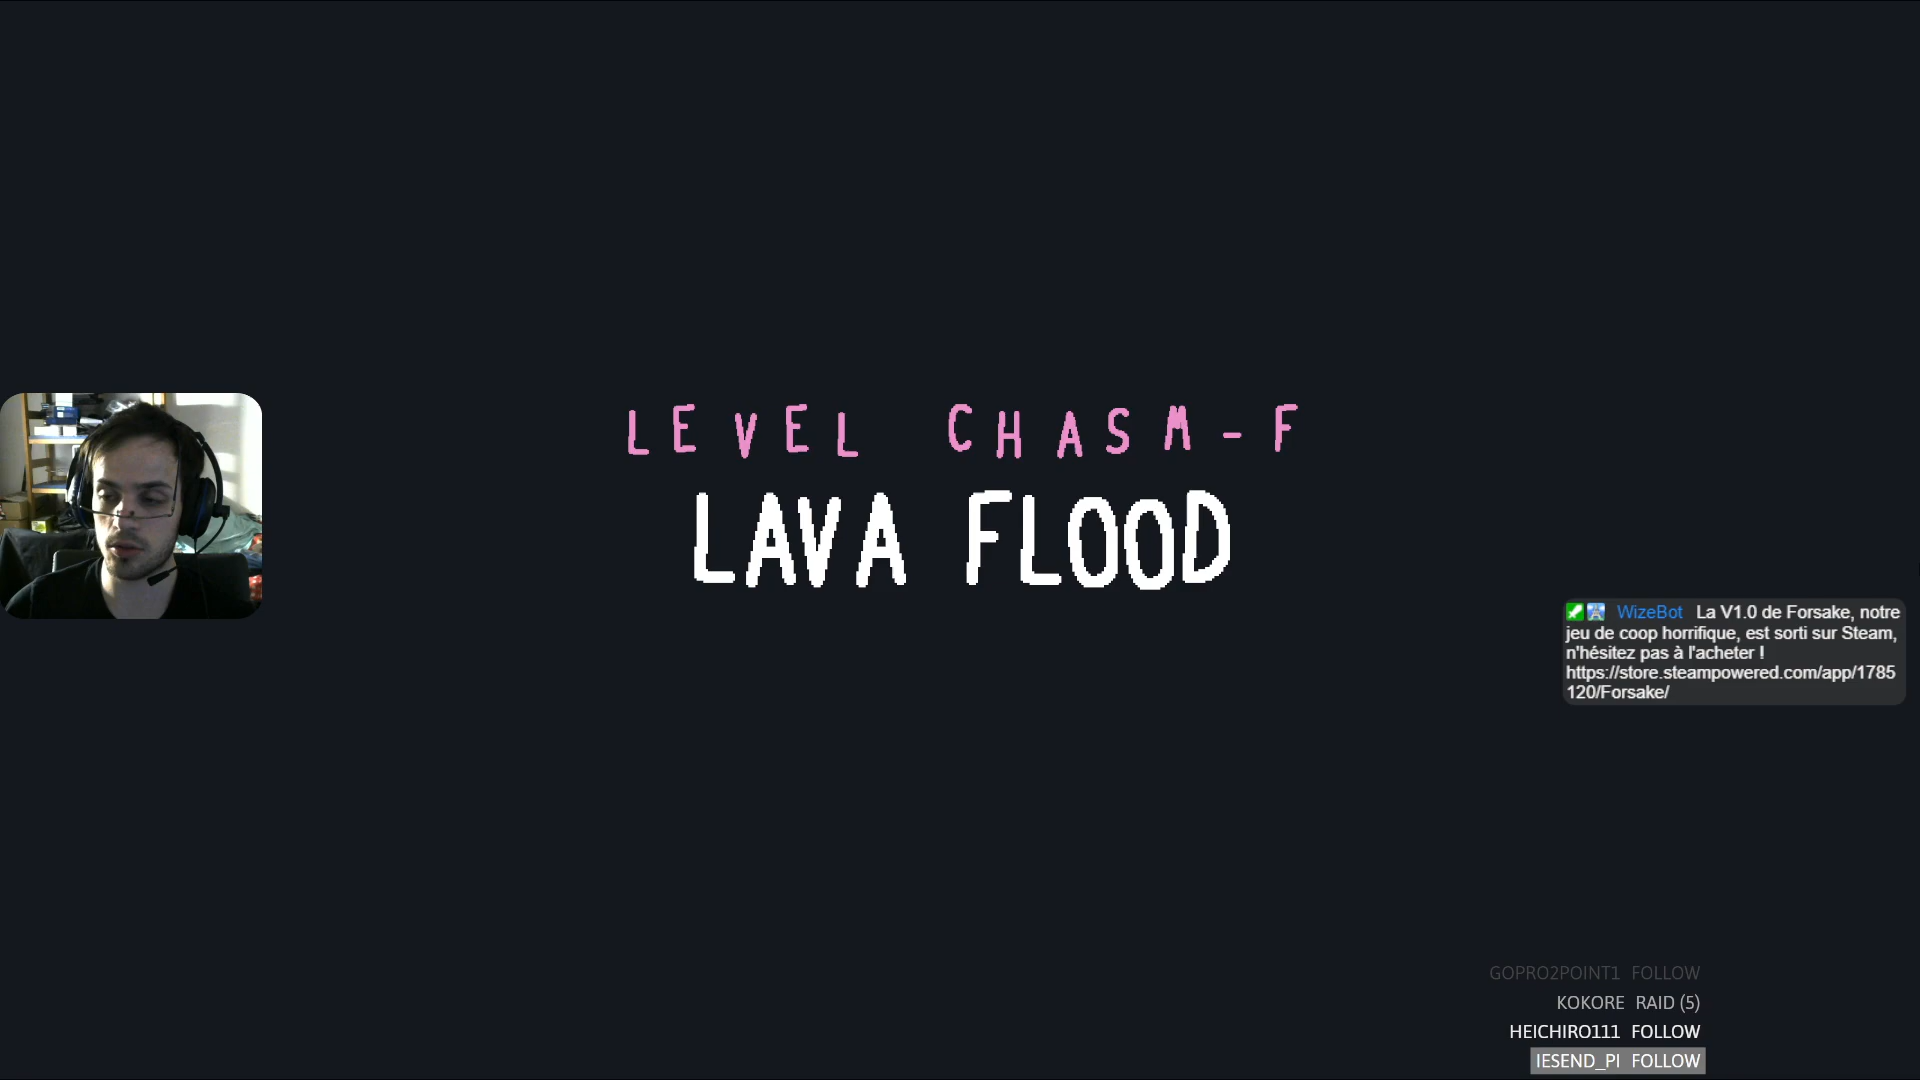 LEVEL CHASM-F
LAVA FLOOD
WizeBot La V1.0 de Forsake, notre
jeu de coop horrifique, est sorti sur Steam,
n'hésitez pas à l'acheter !
https://store.steampowered.com/app/1785
120/Forsake/
GOPRO2POINT1 FOLLOW
KOKORE RAID (5)
HEICHIRO111 FOLLOW
IESEND_PI FOLLOW